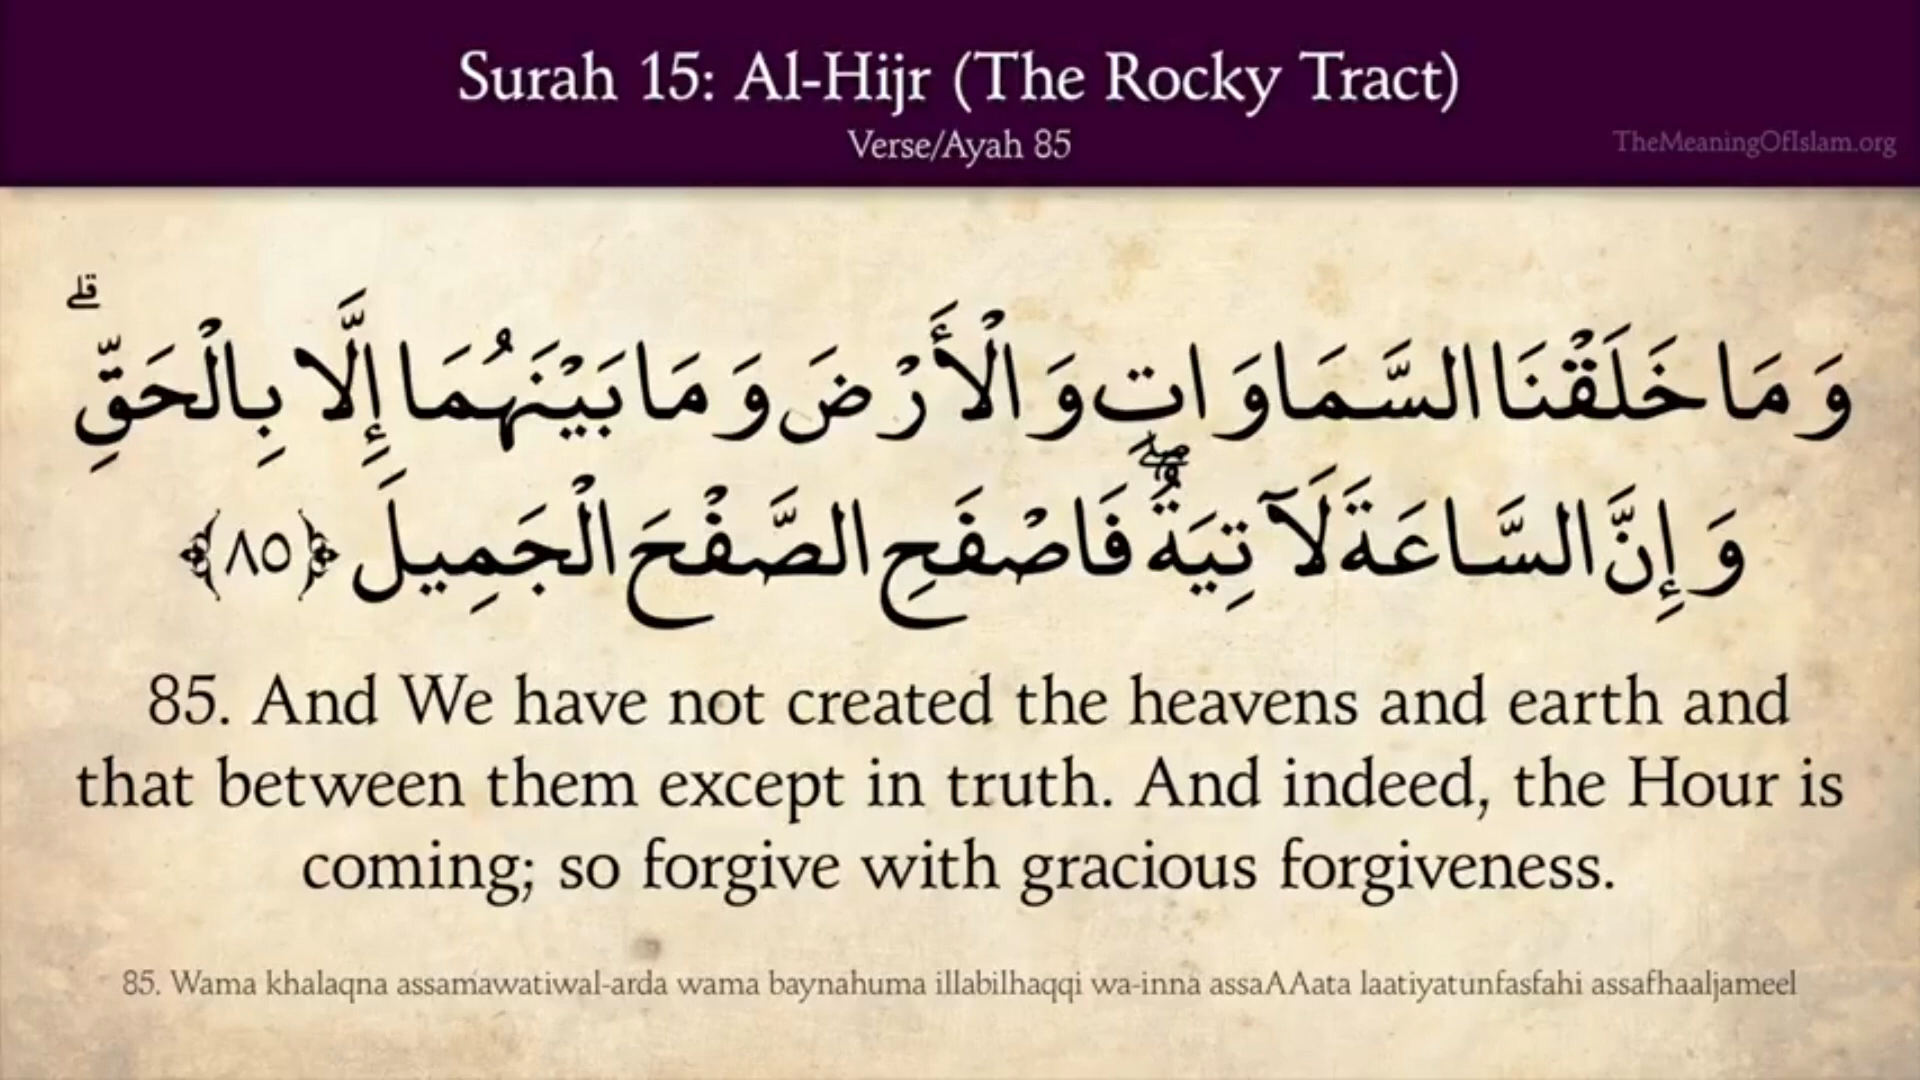 Surah 15: Al-Hijr (The Rocky Tract)
Verse/Ayah 85
TheMeaningOfIslam.org
وَمَا خَلَقْنَا السَّمَاوَاتِ وَالْأَرْضَ وَمَا بَيْنَهُمَا إِلَّا بِالْحَقِّ ۗ
وَإِنَّ السَّاعَةَ لَآتِيَةٌ ۖ فَاصْفَحِ الصَّفْحَ الْجَمِيلَ ﴿٨٥﴾
85. And We have not created the heavens and earth and
that between them except in truth. And indeed, the Hour is
coming; so forgive with gracious forgiveness.
85. Wama khalaqna assamawatiwal-arda wama baynahuma illabilhaqqi wa-inna assaAAata laatiyatunfasfahi assafhaaljameel